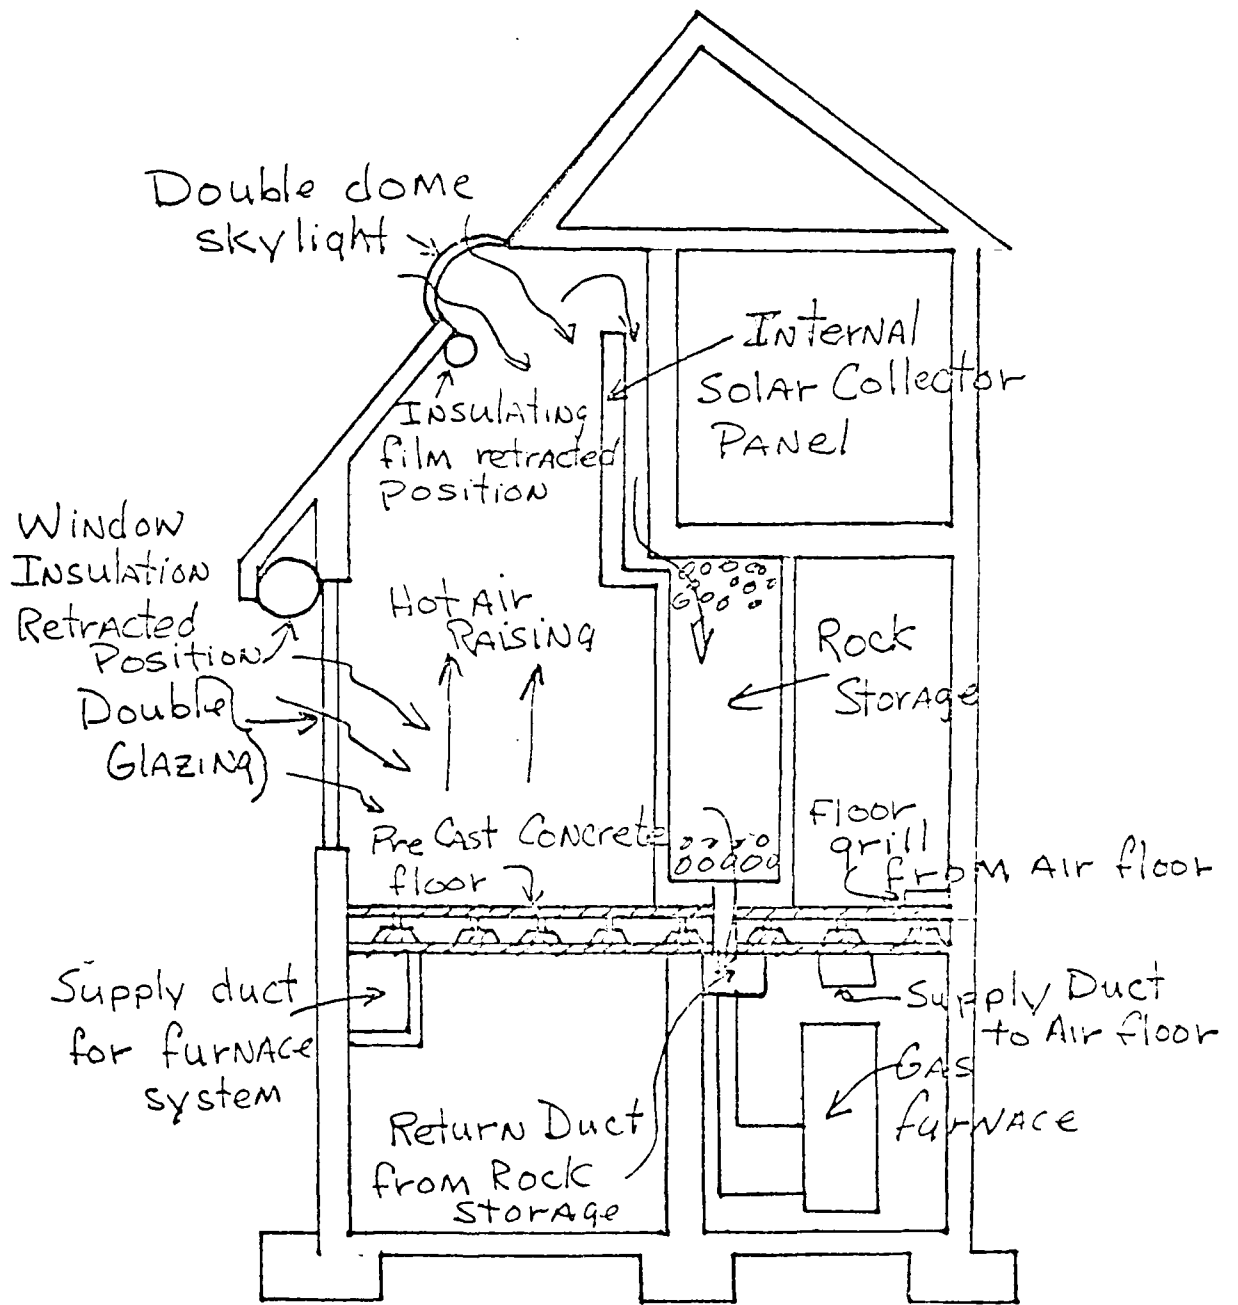 Double dome
skylight
Internal
Solar Collector
Panel
Insulating
film retracted
position
Window
Insulation
Retracted
Position
Hot Air
Raising
Rock
Storage
Double
Glazing
Pre Cast Concrete
floor
Floor
grill
from Air floor
Supply duct
for furnace
system
Supply Duct
to Air floor
Gas
furnace
Return Duct
from Rock
Storage